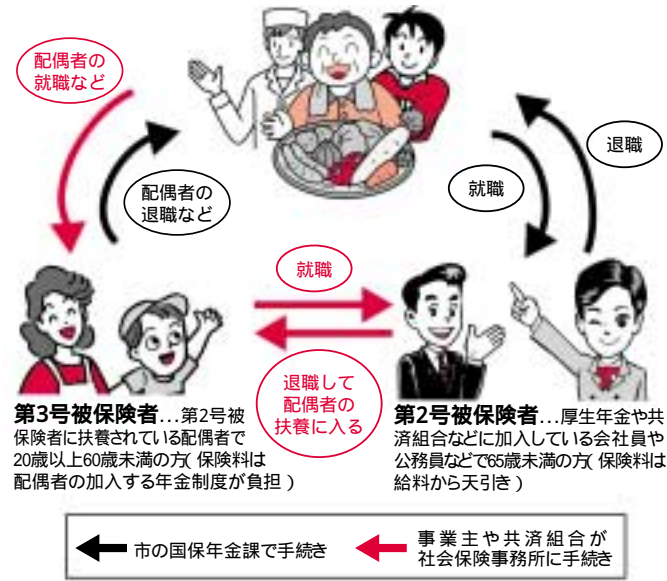 配偶者の
就職など
配偶者の
退職など
退職
就職
就職
退職して
配偶者の
扶養に入る
第3号被保険者…第2号被
保険者に扶養されている配偶者で
20歳以上60歳未満の方(保険料は
配偶者の加入する年金制度が負担)
第2号被保険者…厚生年金や共
済組合などに加入している会社員や
公務員などで65歳未満の方(保険料は
給料から天引き)
市の国保年金課で手続き
事業主や共済組合が
社会保険事務所に手続き